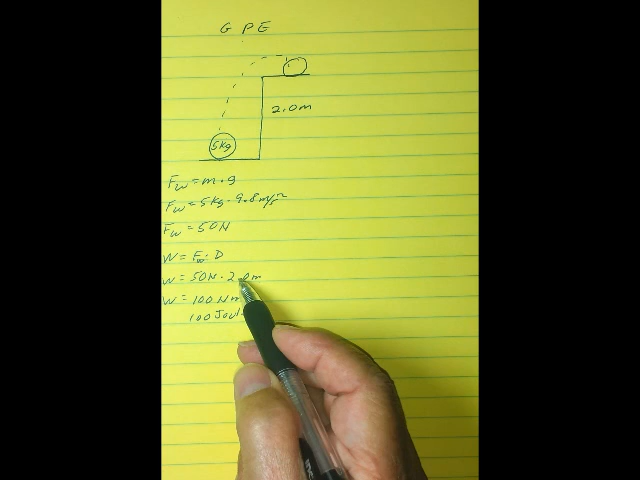 G P E
2.0m
5kg
Fw = m·g
Fw = 5kg · 9.8 m/s²
Fw = 50N
W = Fw · D
W = 50N · 2.0m
W = 100 Nm
100 Joul